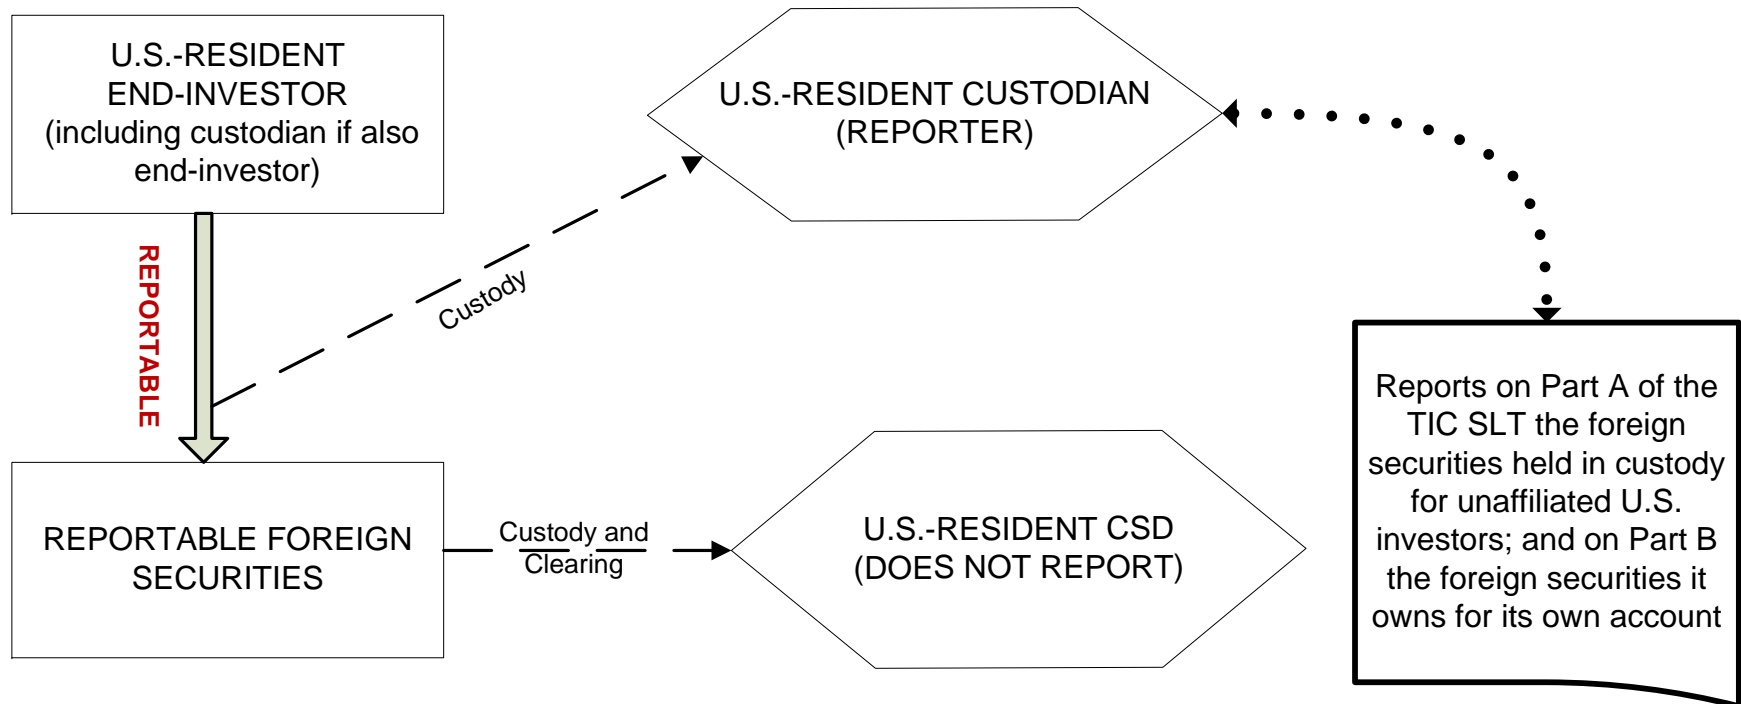 U.S.-RESIDENT
END-INVESTOR
(including custodian if also
end-investor)
U.S.-RESIDENT CUSTODIAN
(REPORTER)
REPORTABLE
Custody
REPORTABLE FOREIGN
SECURITIES
Custody and
Clearing
U.S.-RESIDENT CSD
(DOES NOT REPORT)
Reports on Part A of the
TIC SLT the foreign
securities held in custody
for unaffiliated U.S.
investors; and on Part B
the foreign securities it
owns for its own account